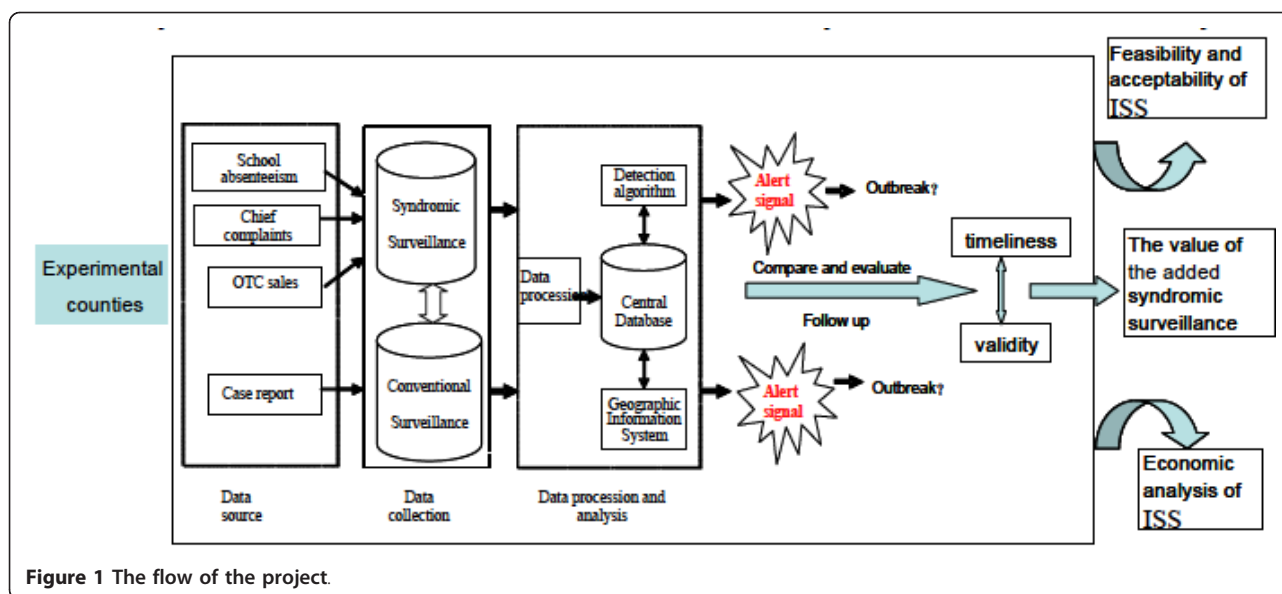 Feasibility and
acceptability of
ISS
School
absenteeism
Chief
complaints
OTC sales
Case report
Experimental
counties
Syndromic
Surveillance
Conventional
Surveillance
Data
procession
Detection
algorithm
Central
Database
Geographic
Information
System
Alert
signal
Outbreak?
Compare and evaluate
Follow up
Alert
signal
Outbreak?
timeliness
validity
The value of
the added
syndromic
surveillance
Economic
analysis of
ISS
Data
source
Data
collection
Data procession and
analysis
Figure 1 The flow of the project.